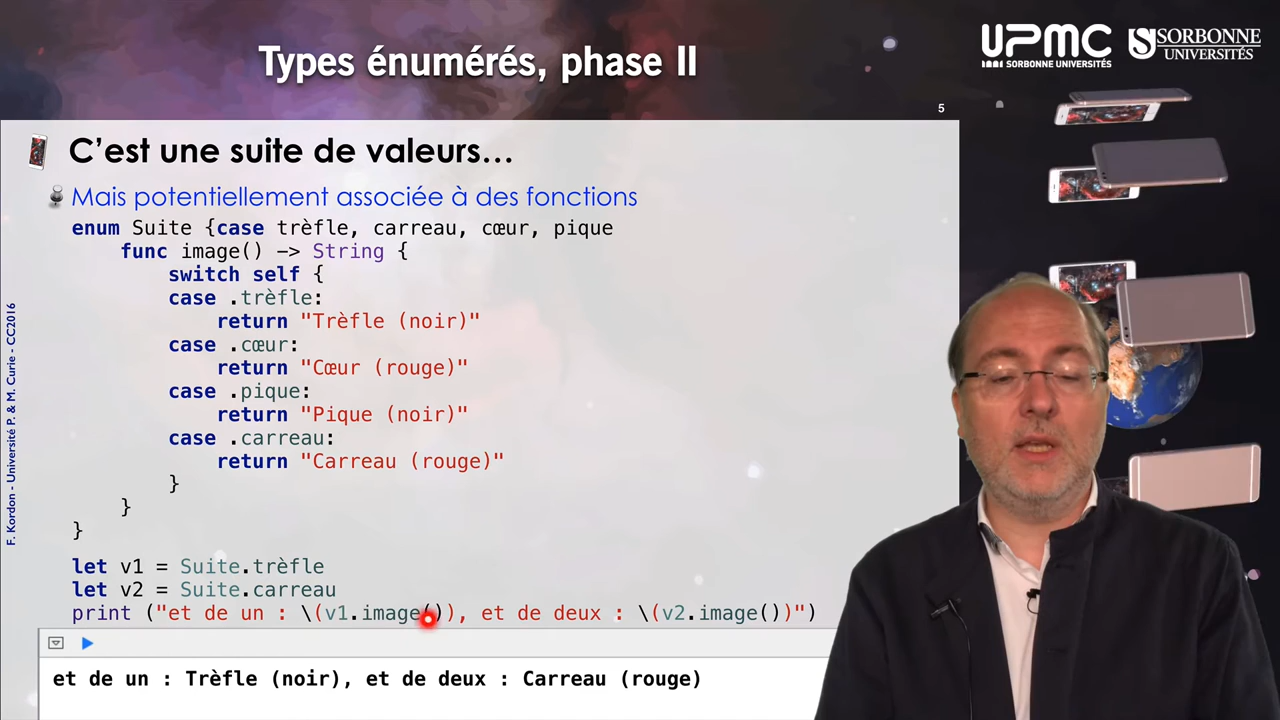 Types énumérés, phase II
UPMC
SORBONNE UNIVERSITÉS
SORBONNE
UNIVERSITÉS
5
C’est une suite de valeurs…
Mais potentiellement associée à des fonctions
enum Suite {case trèfle, carreau, cœur, pique
    func image() -> String {
        switch self {
        case .trèfle:
            return "Trèfle (noir)"
        case .cœur:
            return "Cœur (rouge)"
        case .pique:
            return "Pique (noir)"
        case .carreau:
            return "Carreau (rouge)"
        }
    }
}
let v1 = Suite.trèfle
let v2 = Suite.carreau
print ("et de un : \(v1.image()), et de deux : \(v2.image())")
et de un : Trèfle (noir), et de deux : Carreau (rouge)
F. Kordon - Université P. & M. Curie - CC2016